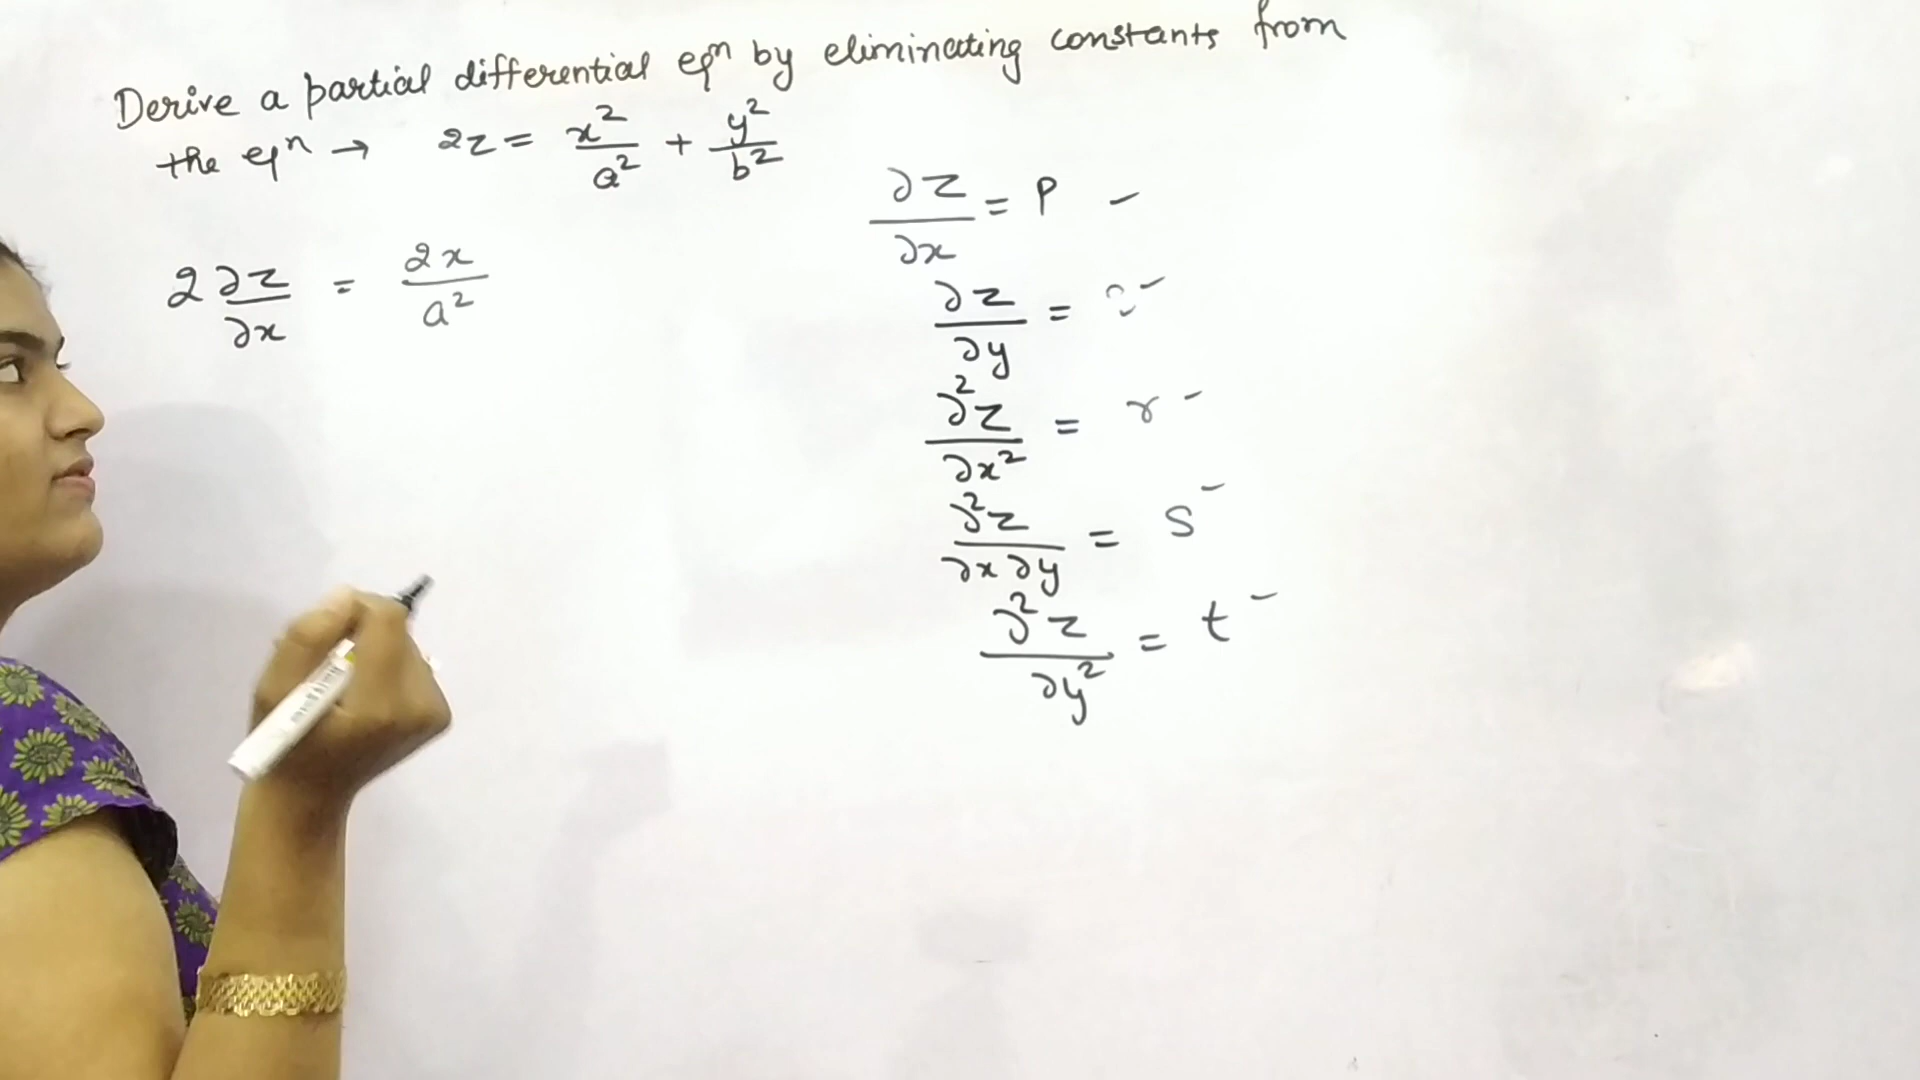 Derive a partial differential eqⁿ by eliminating constants from
the eqⁿ → 2z = x²/a² + y²/b²
2 ∂z/∂x = 2x/a²
∂z/∂x = P -
∂z/∂y =
∂²z/∂x² = r -
∂²z/∂x∂y = s -
∂²z/∂y² = t -